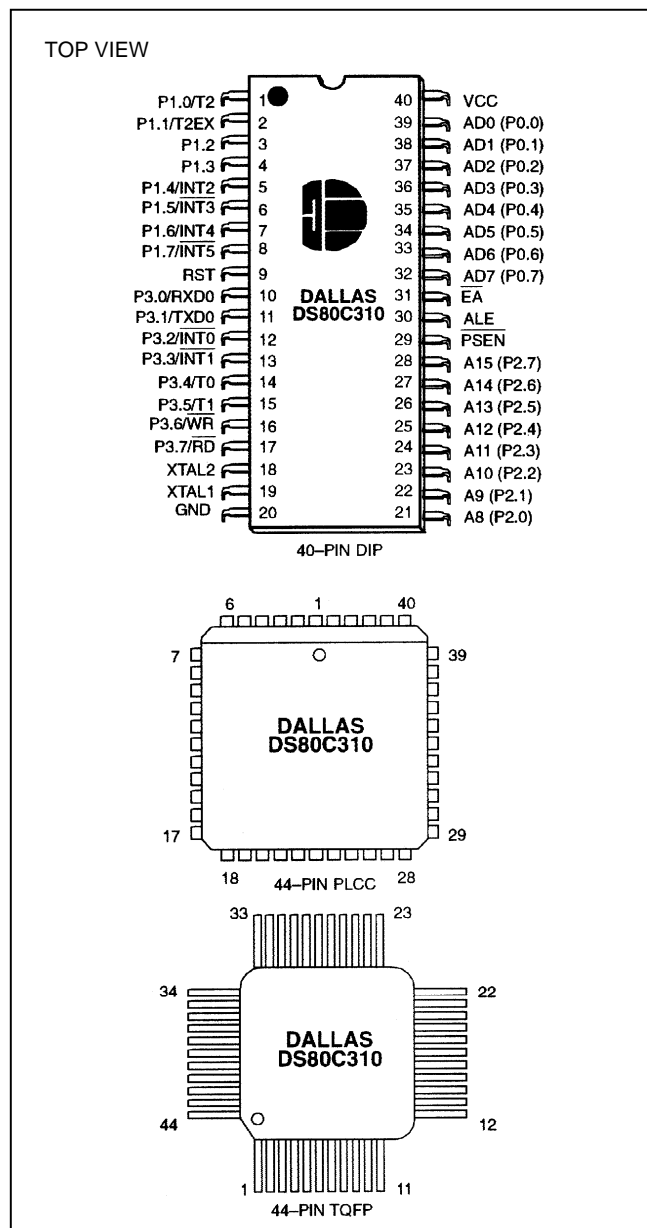 TOP VIEW
P1.0/T2 1 40 VCC
P1.1/T2EX 2 39 AD0 (P0.0)
P1.2 3 38 AD1 (P0.1)
P1.3 4 37 AD2 (P0.2)
P1.4/INT2 5 36 AD3 (P0.3)
P1.5/I̅N̅T̅3̅ 6 35 AD4 (P0.4)
P1.6/INT4 7 34 AD5 (P0.5)
P1.7/I̅N̅T̅5̅ 8 33 AD6 (P0.6)
RST 9 32 AD7 (P0.7)
P3.0/RXD0 10 31 E̅A̅
P3.1/TXD0 11 30 ALE
P3.2/I̅N̅T̅0̅ 12 29 P̅S̅E̅N̅
P3.3/I̅N̅T̅1̅ 13 28 A15 (P2.7)
P3.4/T0 14 27 A14 (P2.6)
P3.5/T1 15 26 A13 (P2.5)
P3.6/W̅R̅ 16 25 A12 (P2.4)
P3.7/R̅D̅ 17 24 A11 (P2.3)
XTAL2 18 23 A10 (P2.2)
XTAL1 19 22 A9 (P2.1)
GND 20 21 A8 (P2.0)
DALLAS
DS80C310
40–PIN DIP
6 1 40
7 39
DALLAS
DS80C310
17 29
18 28
44–PIN PLCC
33 23
34 22
DALLAS
DS80C310
44 12
1 11
44–PIN TQFP